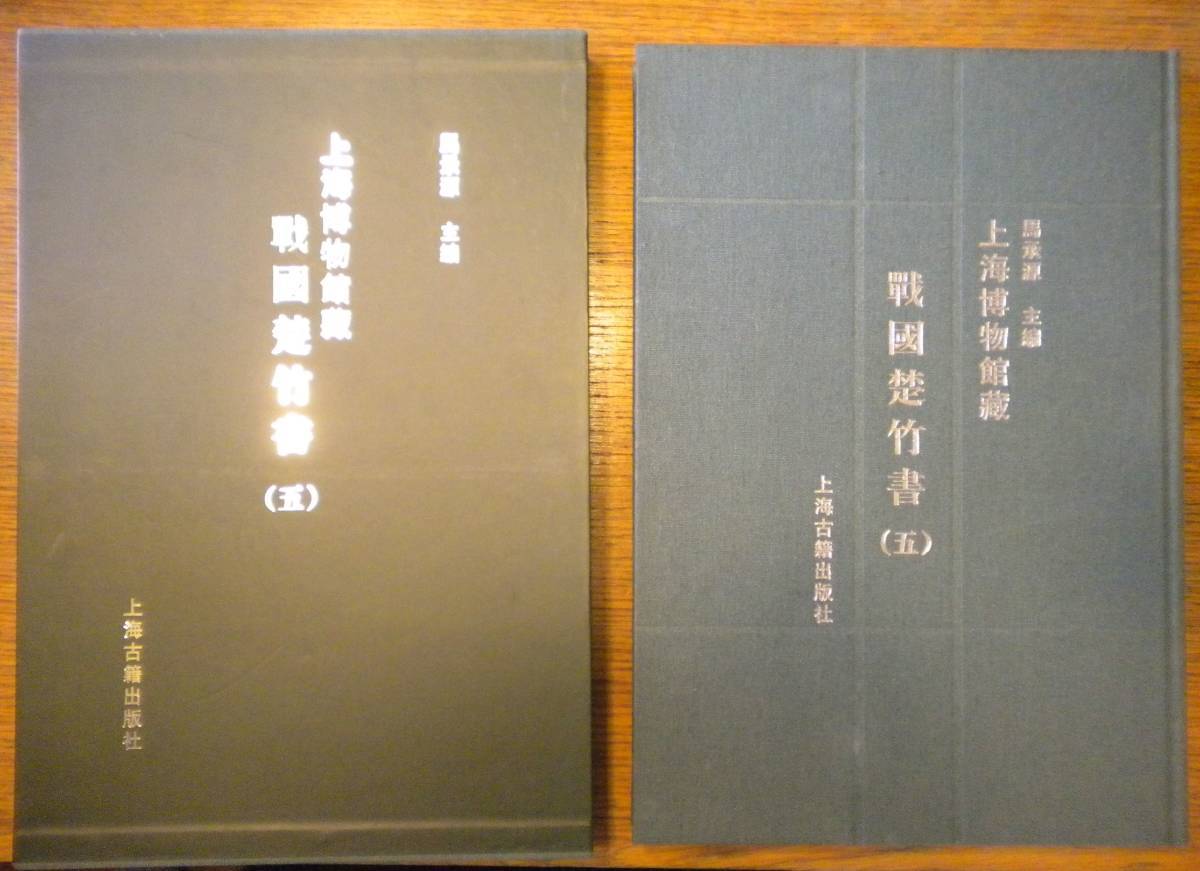 馬承源 主編
上海博物館藏
戰國楚竹書（五）
上海古籍出版社
馬承源 主編
上海博物館藏
戰國楚竹書（五）
上海古籍出版社